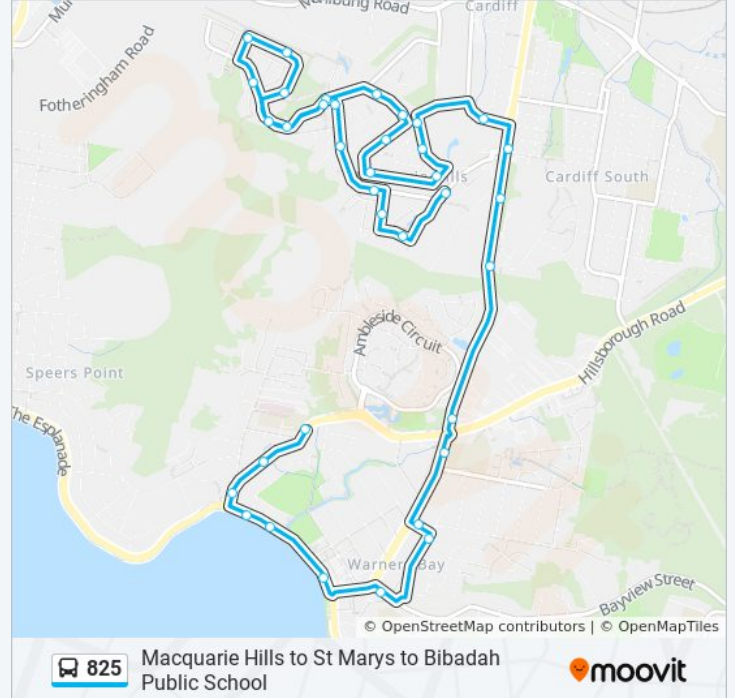 Munibung Road
Cardiff
Fotheringham Road
Cardiff South
Ambleside Circuit
Hillsborough Road
Speers Point
The Esplanade
Warners Bay
Bayview Street
© OpenStreetMap contributors | © OpenMapTiles
825
Macquarie Hills to St Marys to Bibadah
Public School
moovit